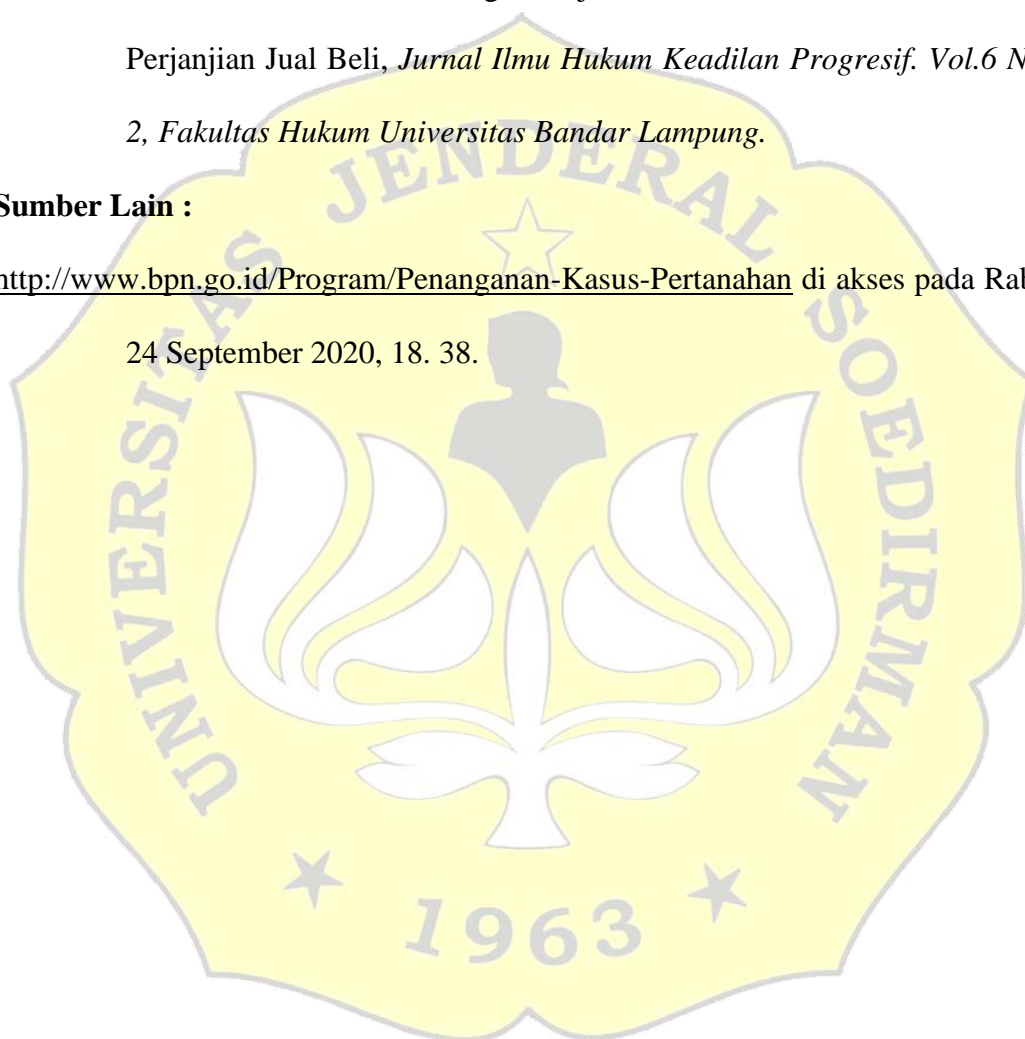 Perjanjian Jual Beli, Jurnal Ilmu Hukum Keadilan Progresif. Vol.6 N
2, Fakultas Hukum Universitas Bandar Lampung.
Sumber Lain :
http://www.bpn.go.id/Program/Penanganan-Kasus-Pertanahan di akses pada Rab
24 September 2020, 18. 38.
UNIVERSITAS JENDERAL SOEDIRMAN
1963